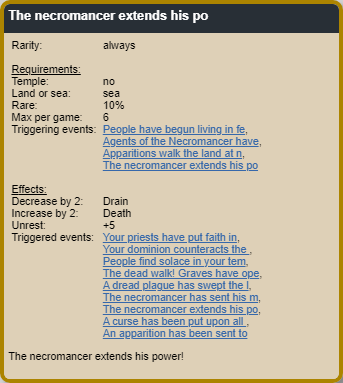 The necromancer extends his po
Rarity: always
Requirements:
Temple: no
Land or sea: sea
Rare: 10%
Max per game: 6
Triggering events: People have begun living in fe,
Agents of the Necromancer have,
Apparitions walk the land at n,
The necromancer extends his po
Effects:
Decrease by 2: Drain
Increase by 2: Death
Unrest: +5
Triggered events: Your priests have put faith in,
Your dominion counteracts the ,
People find solace in your tem,
The dead walk! Graves have ope,
A dread plague has swept the l,
The necromancer has sent his m,
The necromancer extends his po,
A curse has been put upon all ,
An apparition has been sent to
The necromancer extends his power!